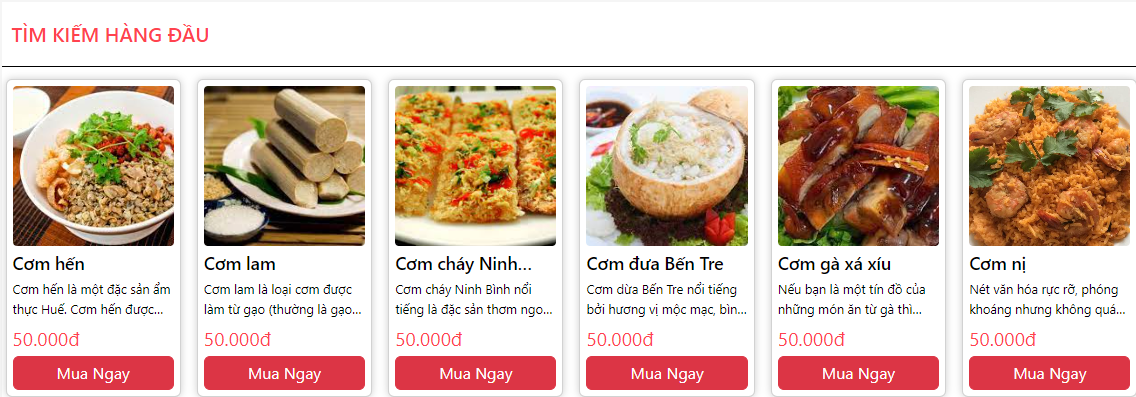 TÌM KIẾM HÀNG ĐẦU
Cơm hến
Cơm hến là một đặc sản ẩm
thực Huế. Cơm hến được...
50.000đ
Mua Ngay
Cơm lam
Cơm lam là loại cơm được
làm từ gạo (thường là gạo...
50.000đ
Mua Ngay
Cơm cháy Ninh...
Cơm cháy Ninh Bình nổi
tiếng là đặc sản thơm ngo...
50.000đ
Mua Ngay
Cơm đưa Bến Tre
Cơm dừa Bến Tre nổi tiếng
bởi hương vị mộc mạc, bìn...
50.000đ
Mua Ngay
Cơm gà xá xíu
Nếu bạn là một tín đồ của
những món ăn từ gà thì...
50.000đ
Mua Ngay
Cơm nị
Nét văn hóa rực rỡ, phóng
khoáng nhưng không quá...
50.000đ
Mua Ngay